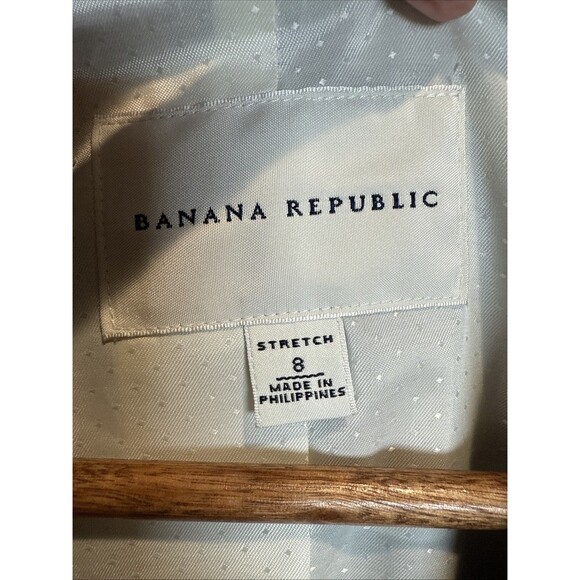 BANANA REPUBLIC
STRETCH
8
MADE IN
PHILIPPINES